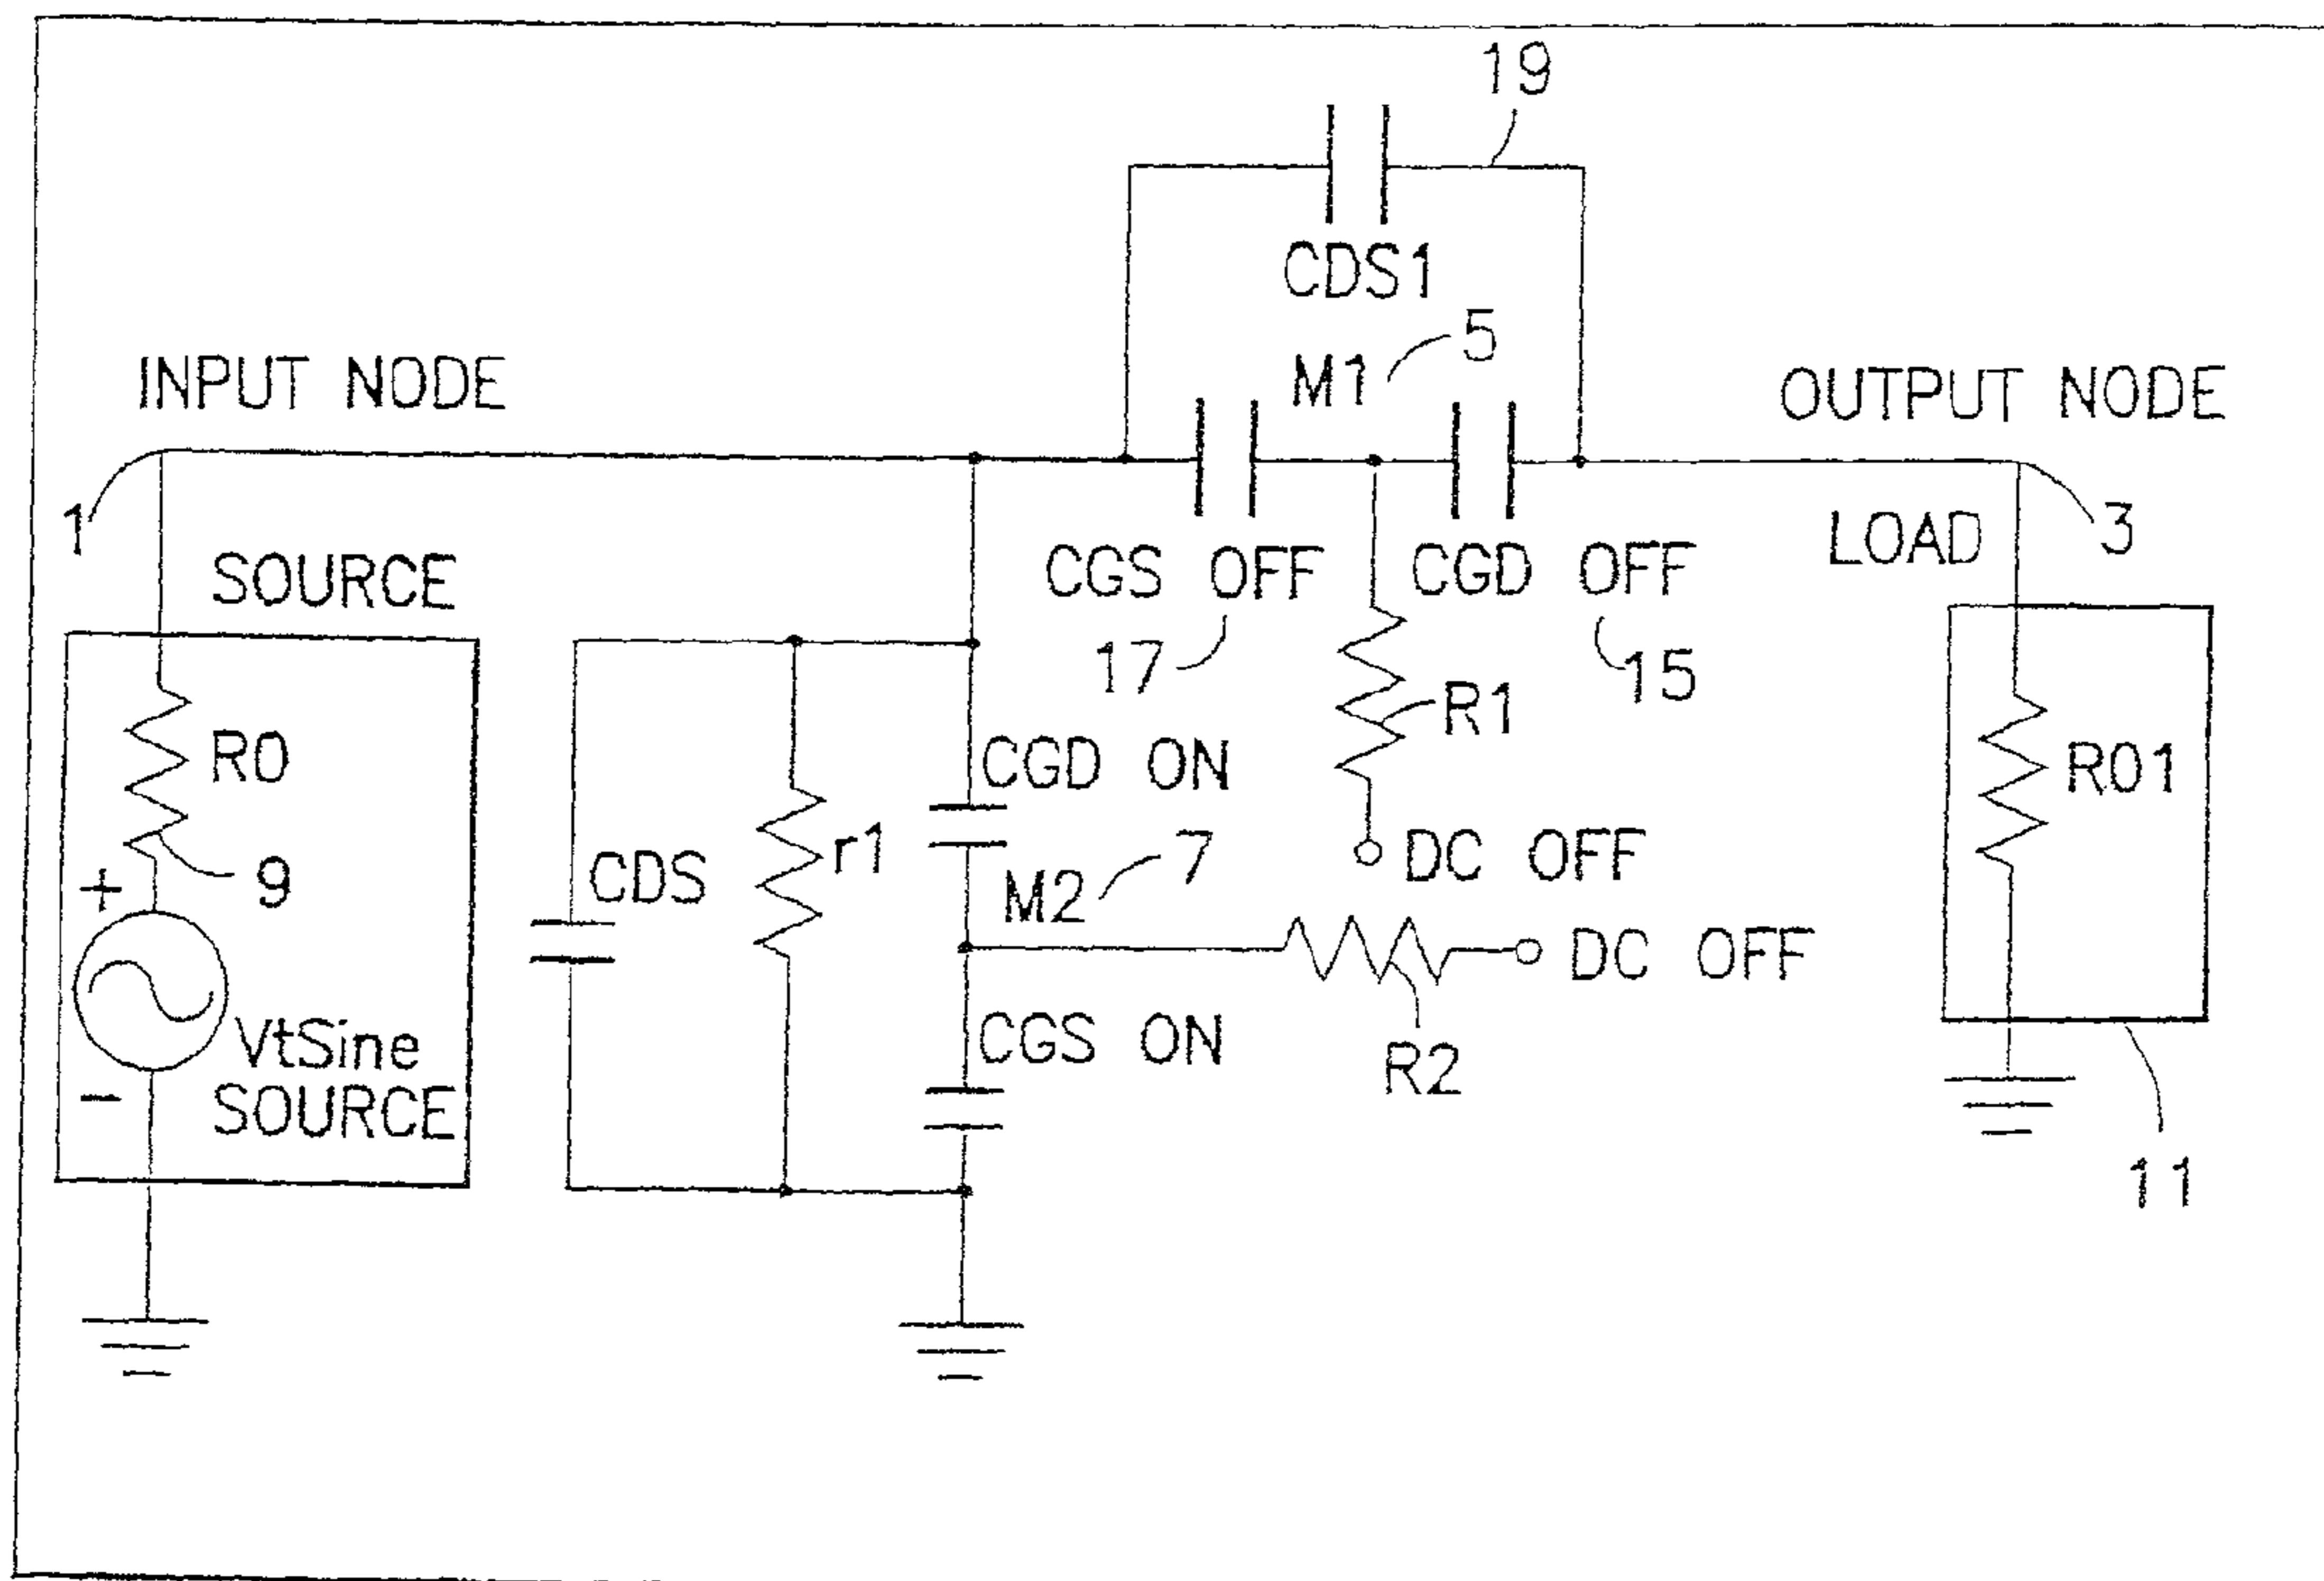 19
CDS1
M1
5
INPUT NODE
OUTPUT NODE
1
3
SOURCE
CGS OFF
CGD OFF
LOAD
17
15
R1
R0
CGD ON
R01
+
9
CDS
r1
M2
7
DC OFF
DC OFF
VtSine
SOURCE
-
CGS ON
R2
11